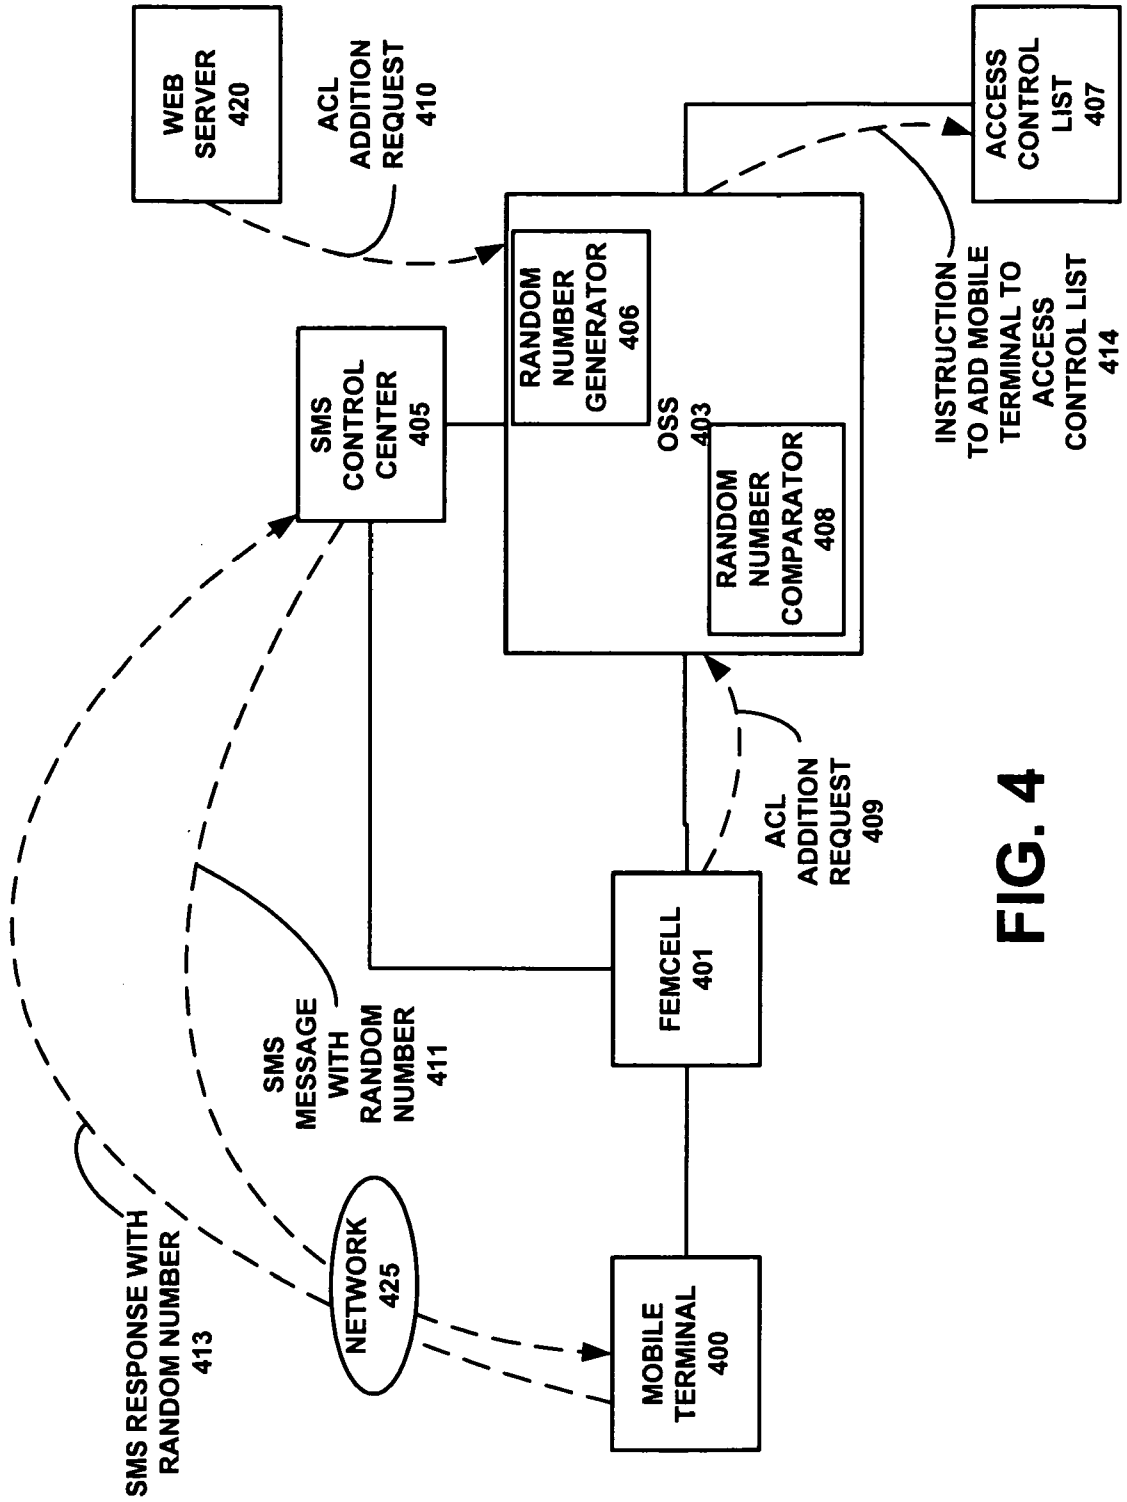 SMS RESPONSE WITH
RANDOM NUMBER
413
NETWORK
425
MOBILE
TERMINAL
400
SMS
MESSAGE
WITH
RANDOM
NUMBER
411
FEMCELL
401
SMS
CONTROL
CENTER
405
ACL
ADDITION
REQUEST
409
WEB
SERVER
420
ACL
ADDITION
REQUEST
410
RANDOM
NUMBER
GENERATOR
406
OSS
403
RANDOM
NUMBER
COMPARATOR
408
INSTRUCTION
TO ADD MOBILE
TERMINAL TO
ACCESS
CONTROL LIST
414
ACCESS
CONTROL
LIST
407
FIG. 4